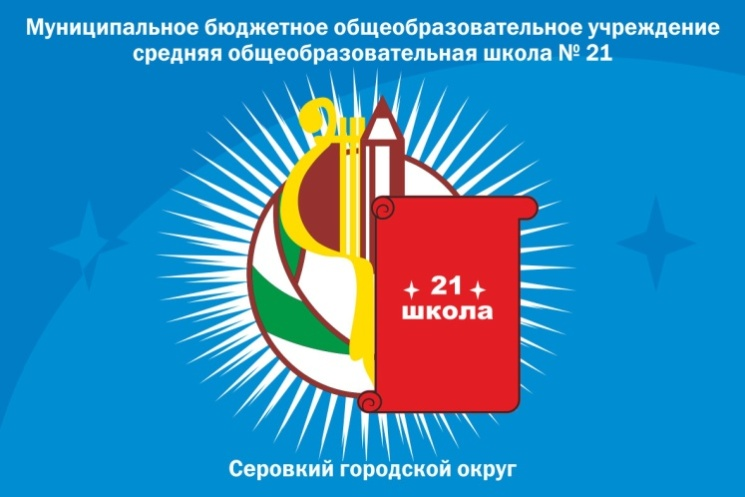 Муниципальное бюджетное общеобразовательное учреждение
средняя общеобразовательная школа № 21
21
школа
Серовкий городской округ